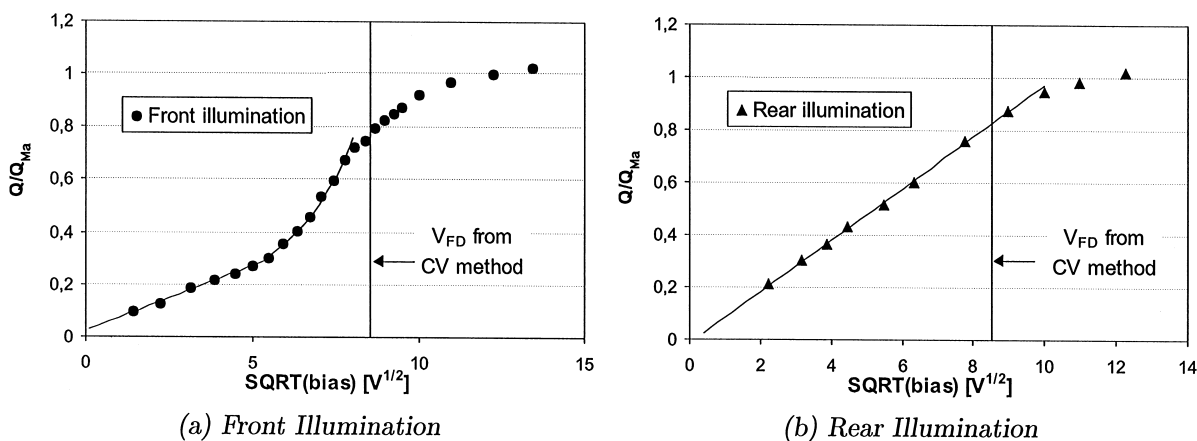 1,2
1
0,8
0,6
0,4
0,2
0
Q/Q_Ma
● Front illumination
V_FD from
CV method
0 5 10 15
SQRT(bias) [V^1/2]
(a) Front Illumination
1,2
1
0,8
0,6
0,4
0,2
0
Q/Q_Ma
▲ Rear illumination
V_FD from
CV method
0 2 4 6 8 10 12 14
SQRT(bias) [V^1/2]
(b) Rear Illumination